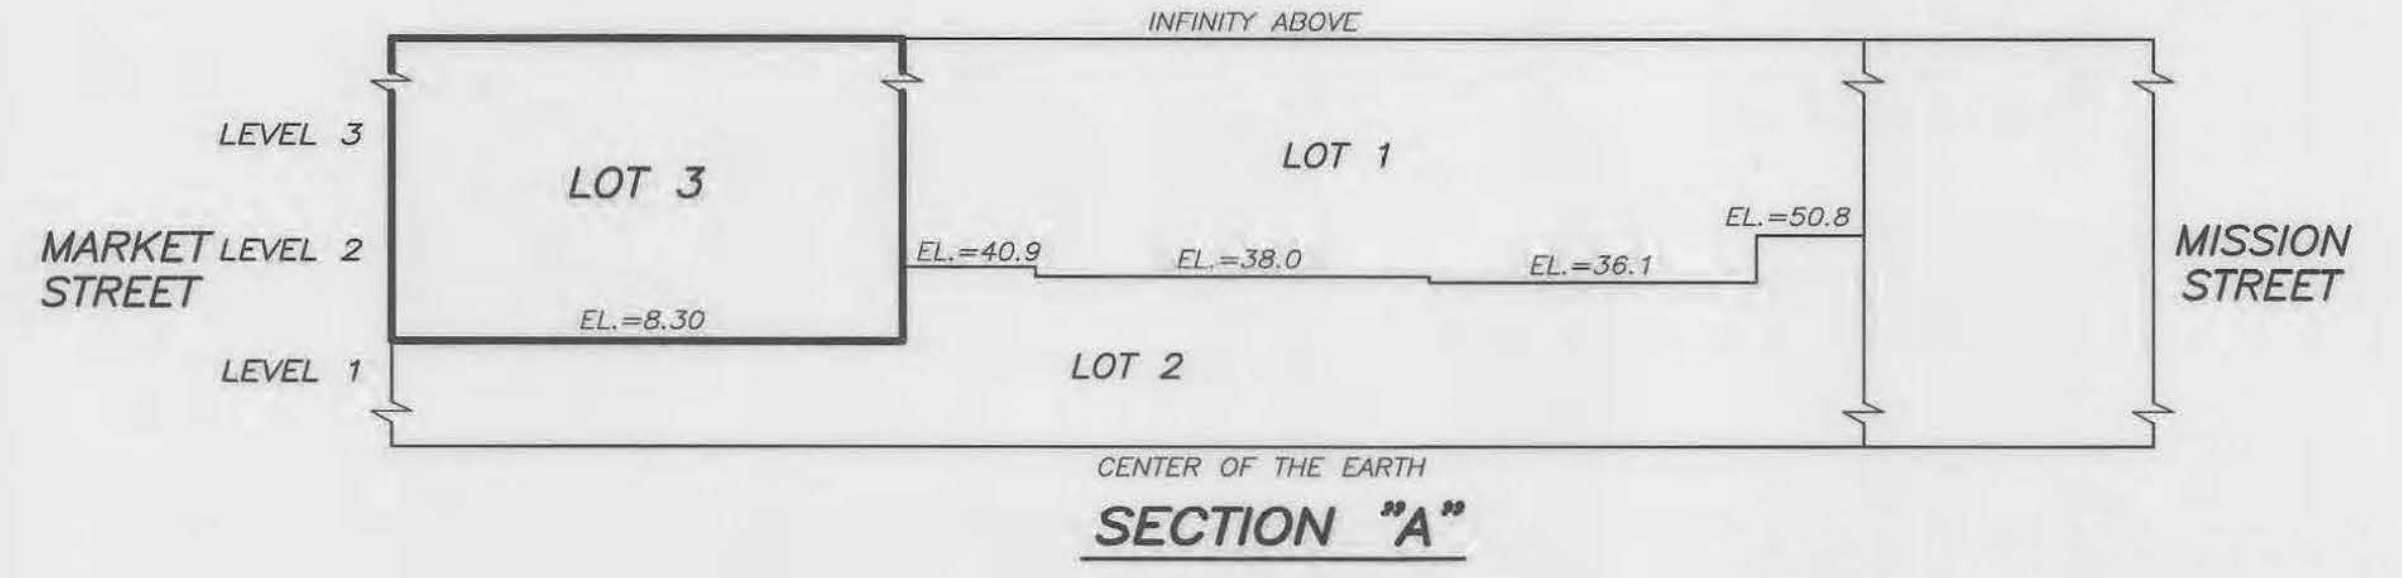 INFINITY ABOVE
LEVEL 3
LOT 1
LOT 3
EL.=50.8
MARKET
STREET
LEVEL 2
EL.=40.9
EL.=38.0
EL.=36.1
MISSION
STREET
EL.=8.30
LEVEL 1
LOT 2
CENTER OF THE EARTH
SECTION "A"